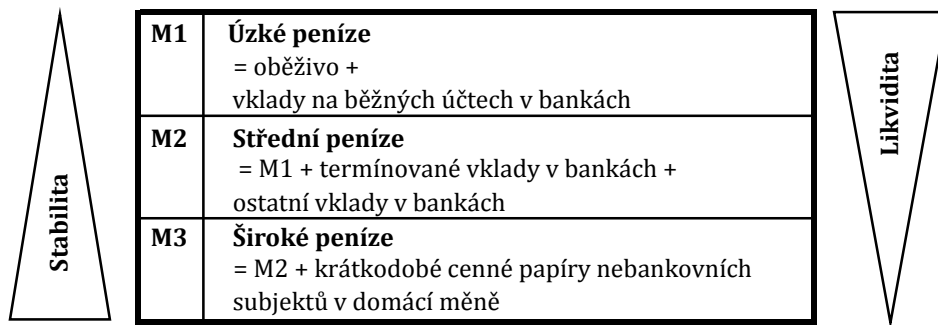 Stabilita
M1 Úzké peníze
= oběživo +
vklady na běžných účtech v bankách
M2 Střední peníze
= M1 + termínované vklady v bankách +
ostatní vklady v bankách
M3 Široké peníze
= M2 + krátkodobé cenné papíry nebankovních
subjektů v domácí měně
Likvidita